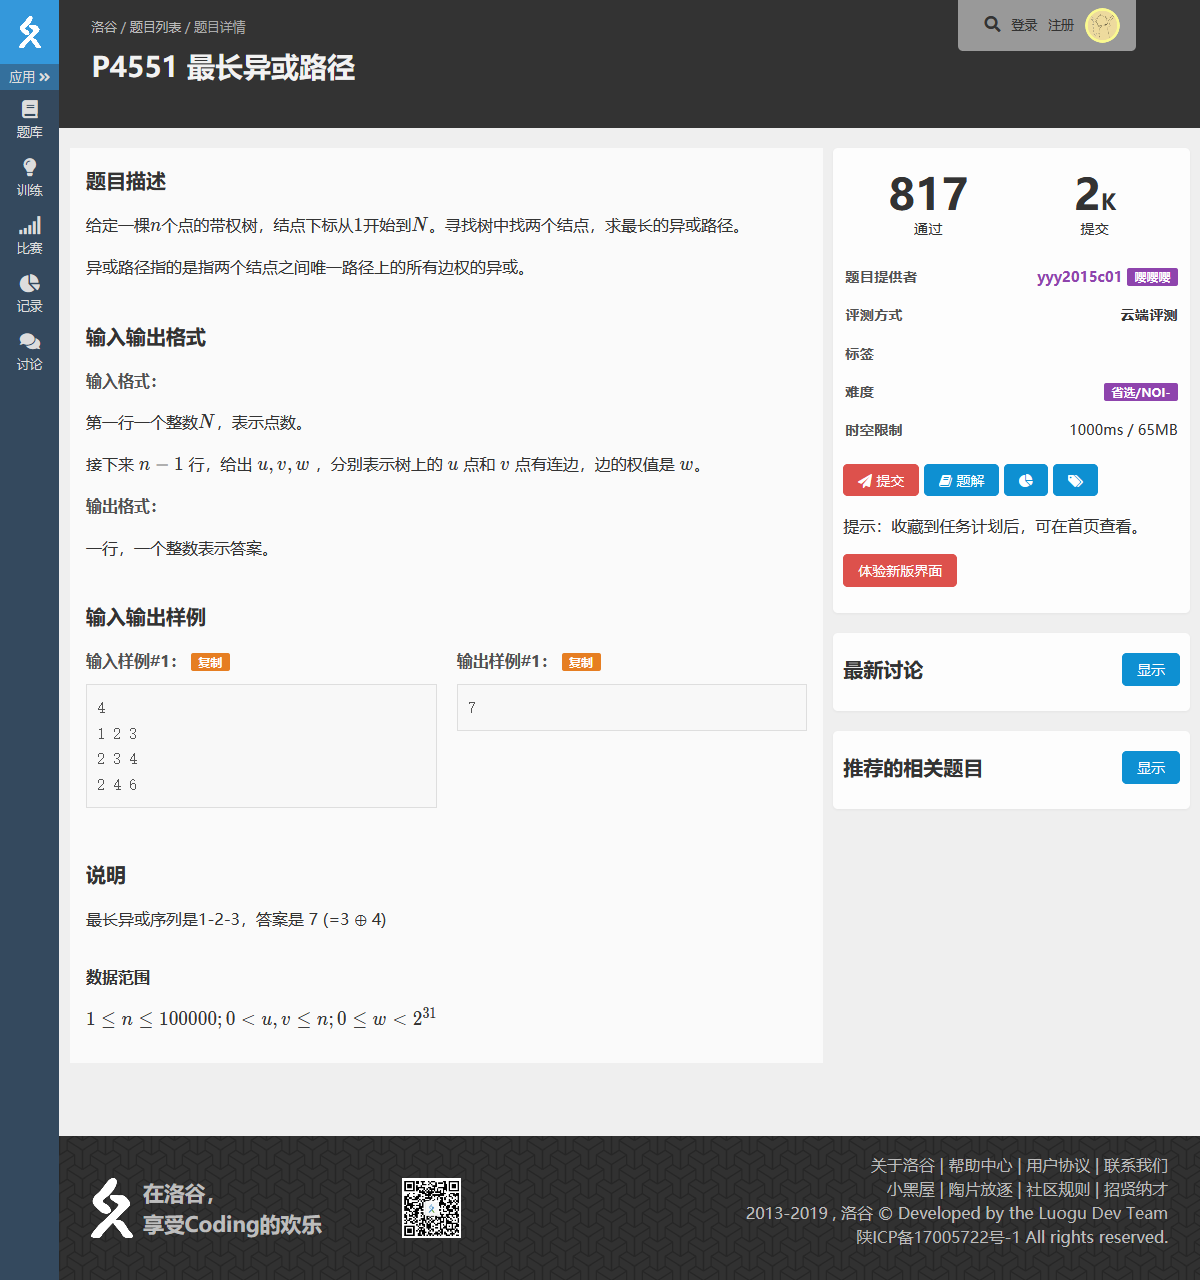 洛谷 / 题目列表 / 题目详情
P4551 最长异或路径
登录 注册
应用
题库
训练
比赛
记录
讨论
题目描述
给定一棵n个点的带权树，结点下标从1开始到N。寻找树中找两个结点，求最长的异或路径。
异或路径指的是指两个结点之间唯一路径上的所有边权的异或。
输入输出格式
输入格式：
第一行一个整数N，表示点数。
接下来 n − 1 行，给出 u, v, w ，分别表示树上的 u 点和 v 点有连边，边的权值是 w。
输出格式：
一行，一个整数表示答案。
输入输出样例
输入样例#1： 复制
4
1 2 3
2 3 4
2 4 6
输出样例#1： 复制
7
说明
最长异或序列是1-2-3，答案是 7 (=3 ⊕ 4)
数据范围
1 ≤ n ≤ 100000; 0 < u, v ≤ n; 0 ≤ w < 2^31
817
通过
2K
提交
题目提供者 yyy2015c01 嘤嘤嘤
评测方式 云端评测
标签
难度 省选/NOI-
时空限制 1000ms / 65MB
提交 题解
提示：收藏到任务计划后，可在首页查看。
体验新版界面
最新讨论 显示
推荐的相关题目 显示
在洛谷，
享受Coding的欢乐
关于洛谷 | 帮助中心 | 用户协议 | 联系我们
小黑屋 | 陶片放逐 | 社区规则 | 招贤纳才
2013-2019 , 洛谷 © Developed by the Luogu Dev Team
陕ICP备17005722号-1 All rights reserved.